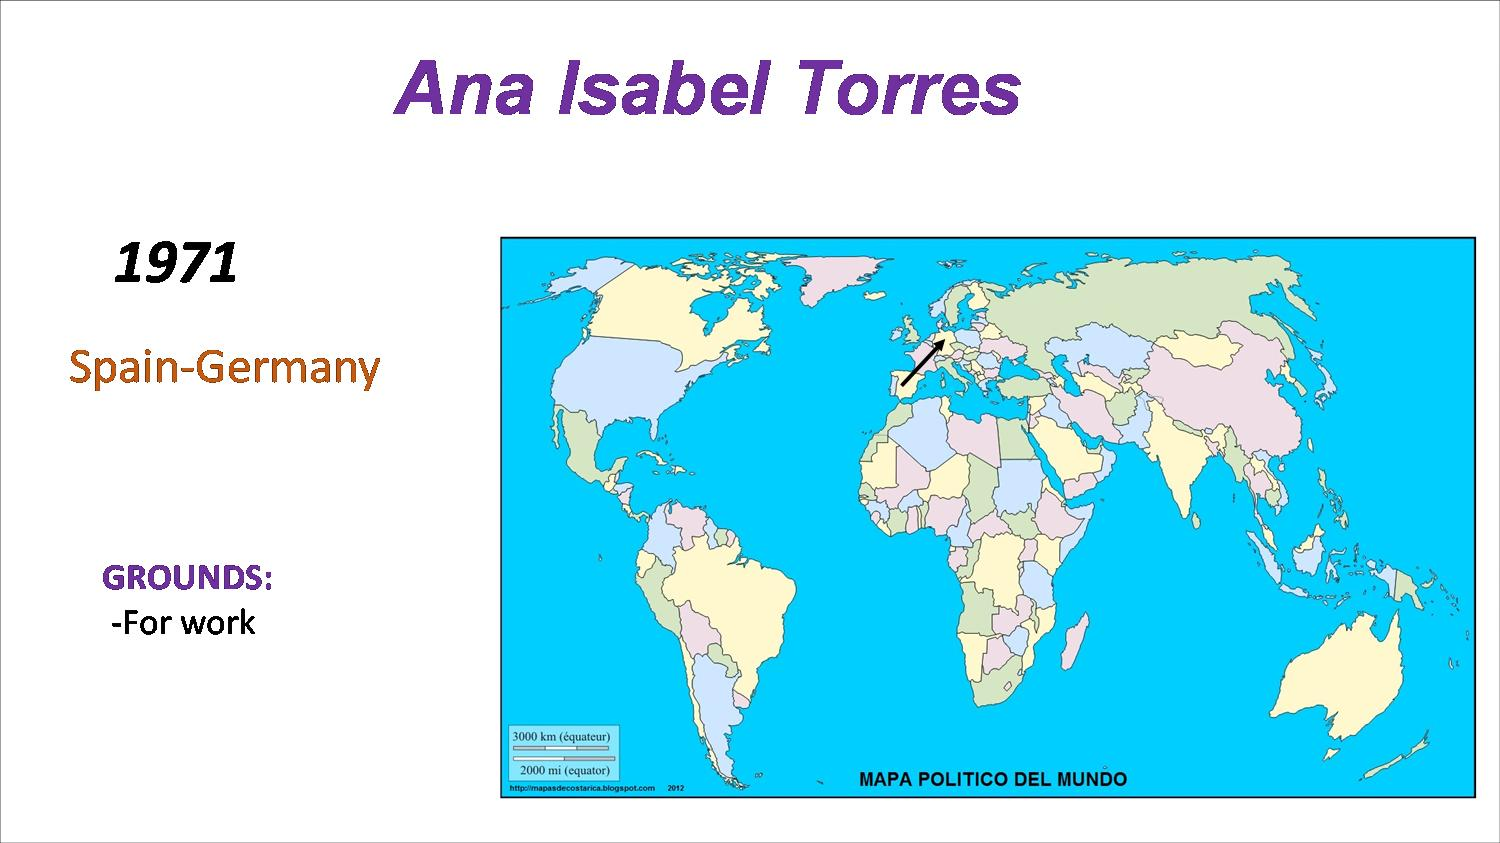 Ana Isabel Torres
1971
Spain-Germany
GROUNDS:
-For work
3000 km (équateur)
2000 mi (equator)
http://mapasdecostarica.blogspot.com 2012
MAPA POLITICO DEL MUNDO